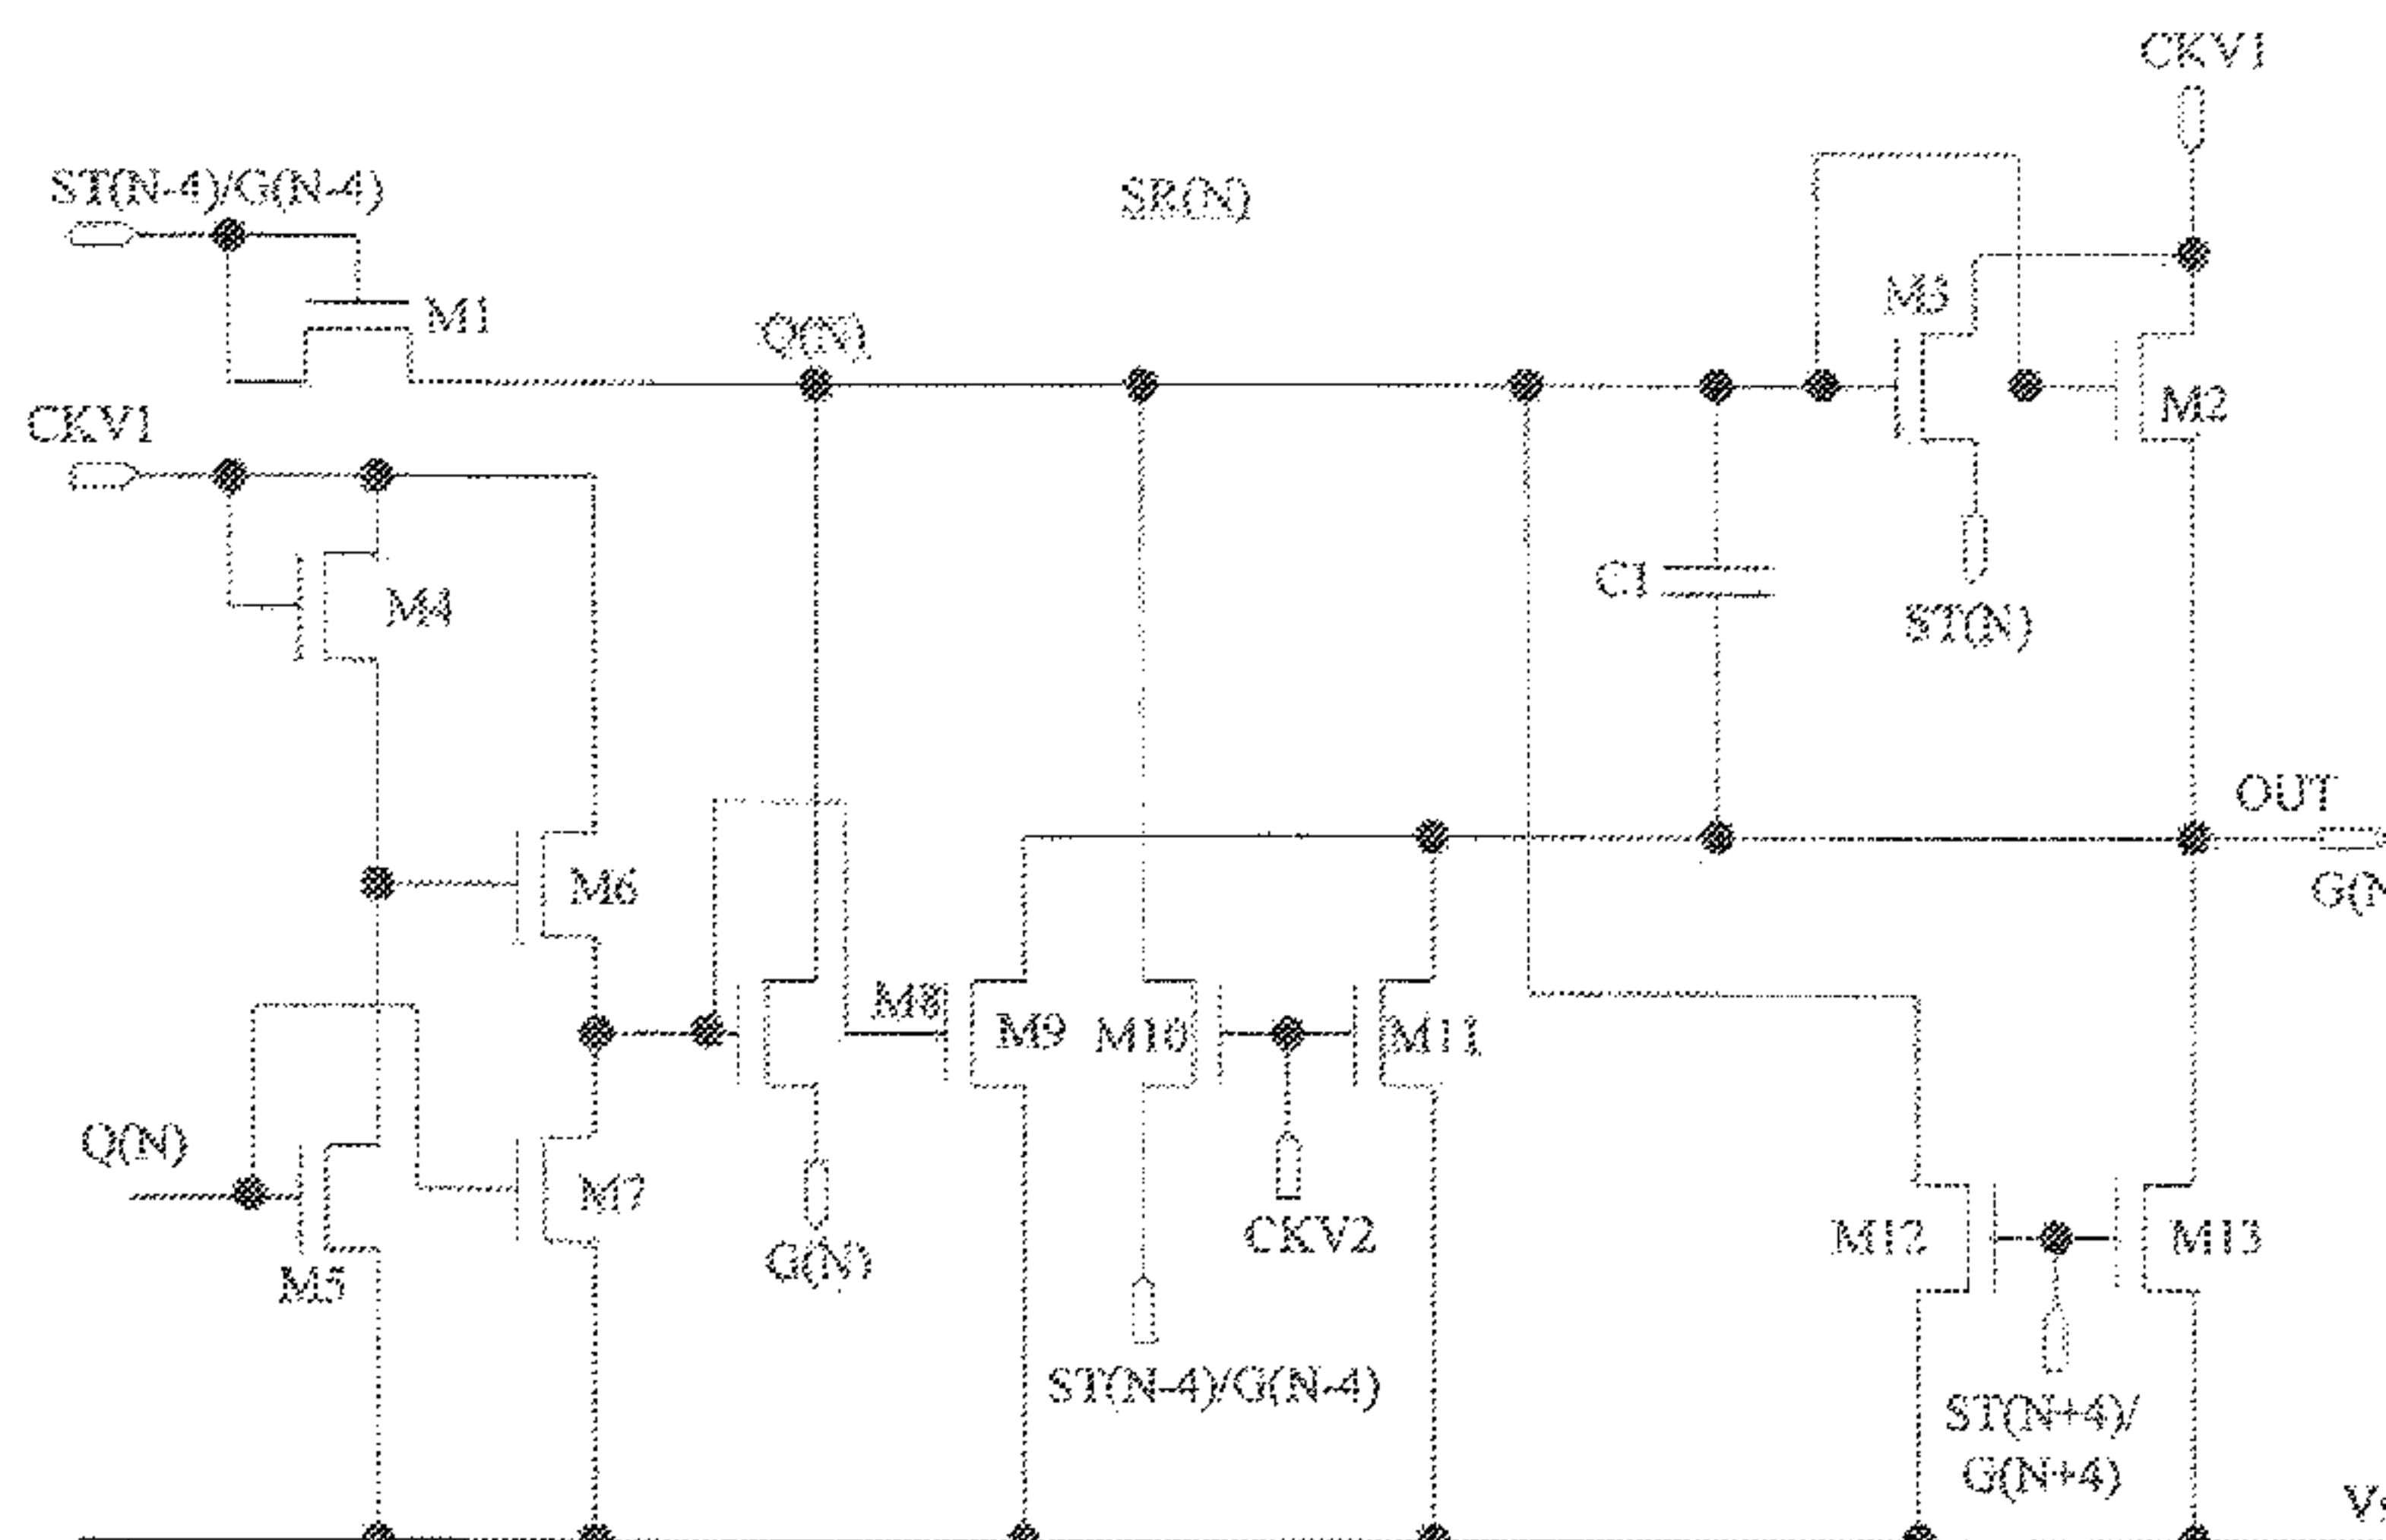 CKV1
ST(N-4)/G(N-4)
SR(N)
M3
M1
Q(N)
M2
CKV1
C1
M4
ST(N)
OUT
M6
G(N
M8
M9
M10
M11
Q(N)
M7
CKV2
M12
M13
G(N)
M5
ST(N-4)/G(N-4)
ST(N+4)/
G(N+4)